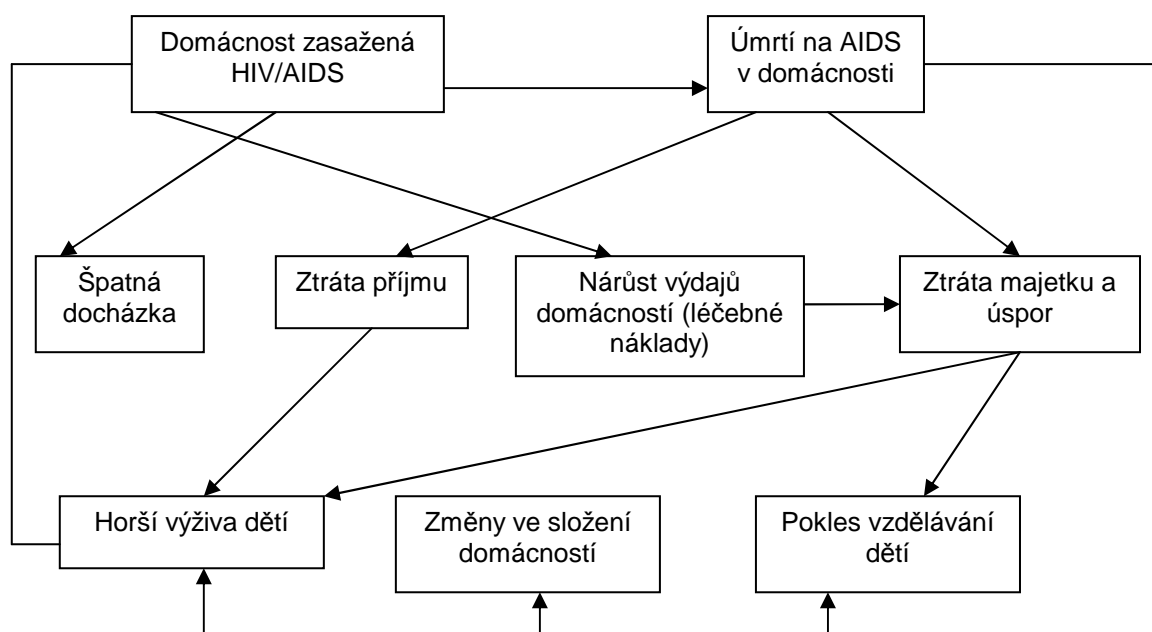 Domácnost zasažená
HIV/AIDS
Úmrtí na AIDS
v domácnosti
Špatná
docházka
Ztráta příjmu
Nárůst výdajů
domácností (léčebné
náklady)
Ztráta majetku a
úspor
Horší výživa dětí
Změny ve složení
domácností
Pokles vzdělávání
dětí